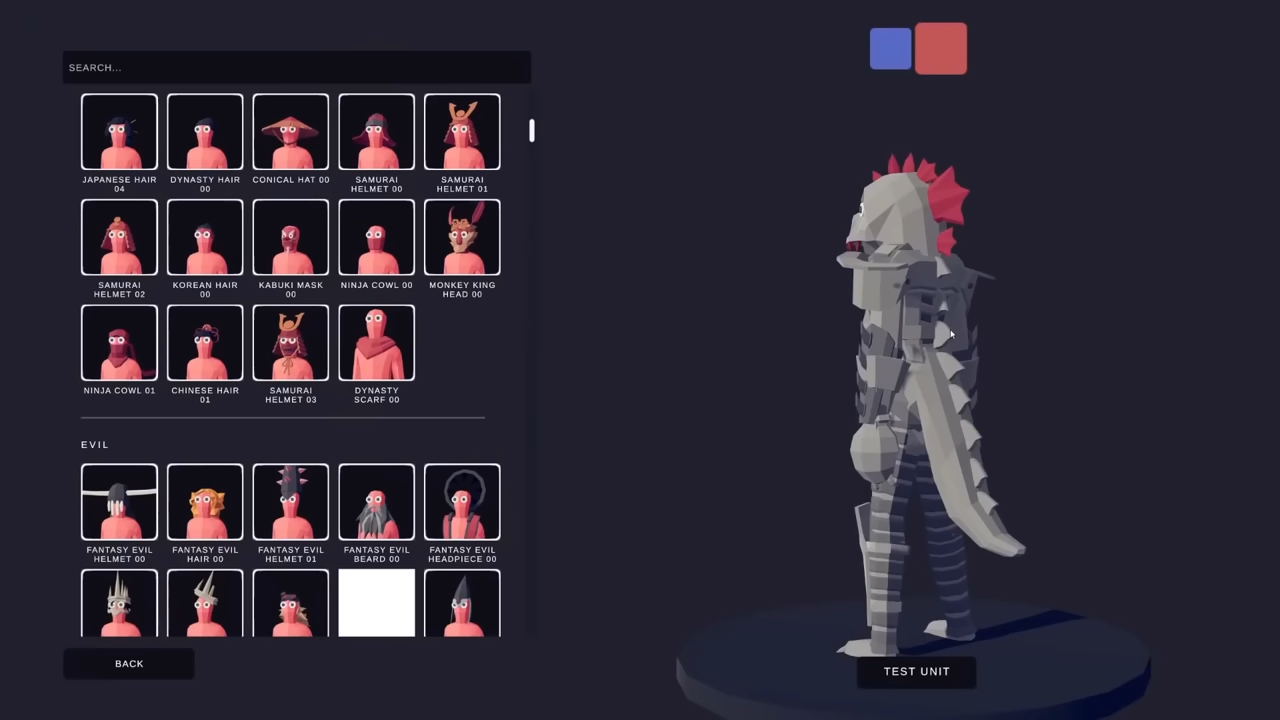 SEARCH...
JAPANESE HAIR 04
DYNASTY HAIR 00
CONICAL HAT 00
SAMURAI HELMET 00
SAMURAI HELMET 01
SAMURAI HELMET 02
KOREAN HAIR 00
KABUKI MASK 00
NINJA COWL 00
MONKEY KING HEAD 00
NINJA COWL 01
CHINESE HAIR 01
SAMURAI HELMET 03
DYNASTY SCARF 00
EVIL
FANTASY EVIL HELMET 00
FANTASY EVIL HAIR 00
FANTASY EVIL HELMET 01
FANTASY EVIL BEARD 00
FANTASY EVIL HEADPIECE 00
BACK
TEST UNIT